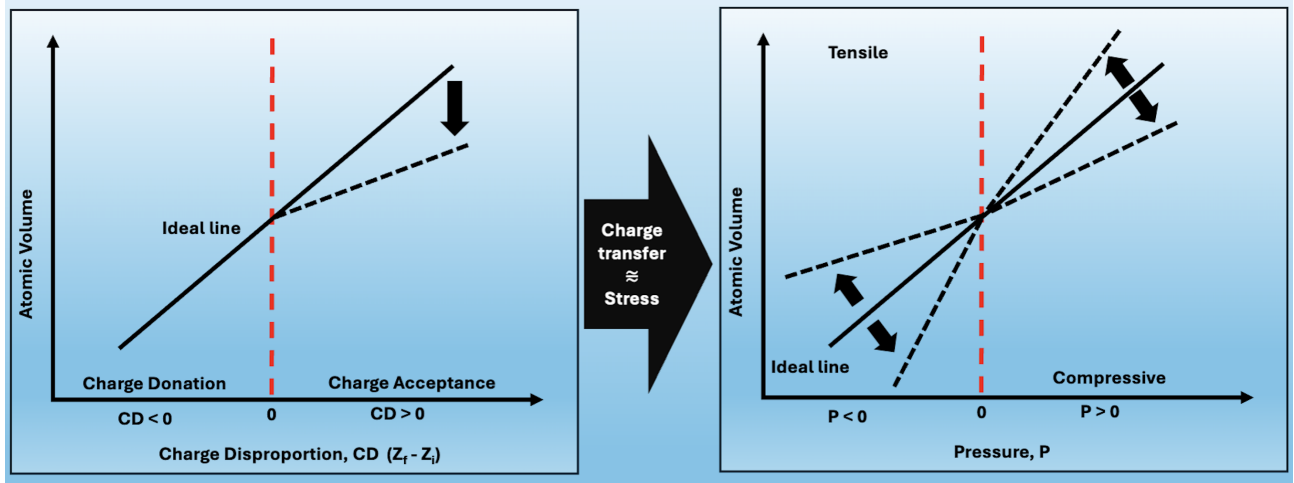 Atomic Volume
Ideal line
Charge Donation
Charge Acceptance
CD < 0
0
CD > 0
Charge Disproportion, CD (Zf - Zi)
Charge
transfer
≈
Stress
Atomic Volume
Tensile
Ideal line
Compressive
P < 0
0
P > 0
Pressure, P